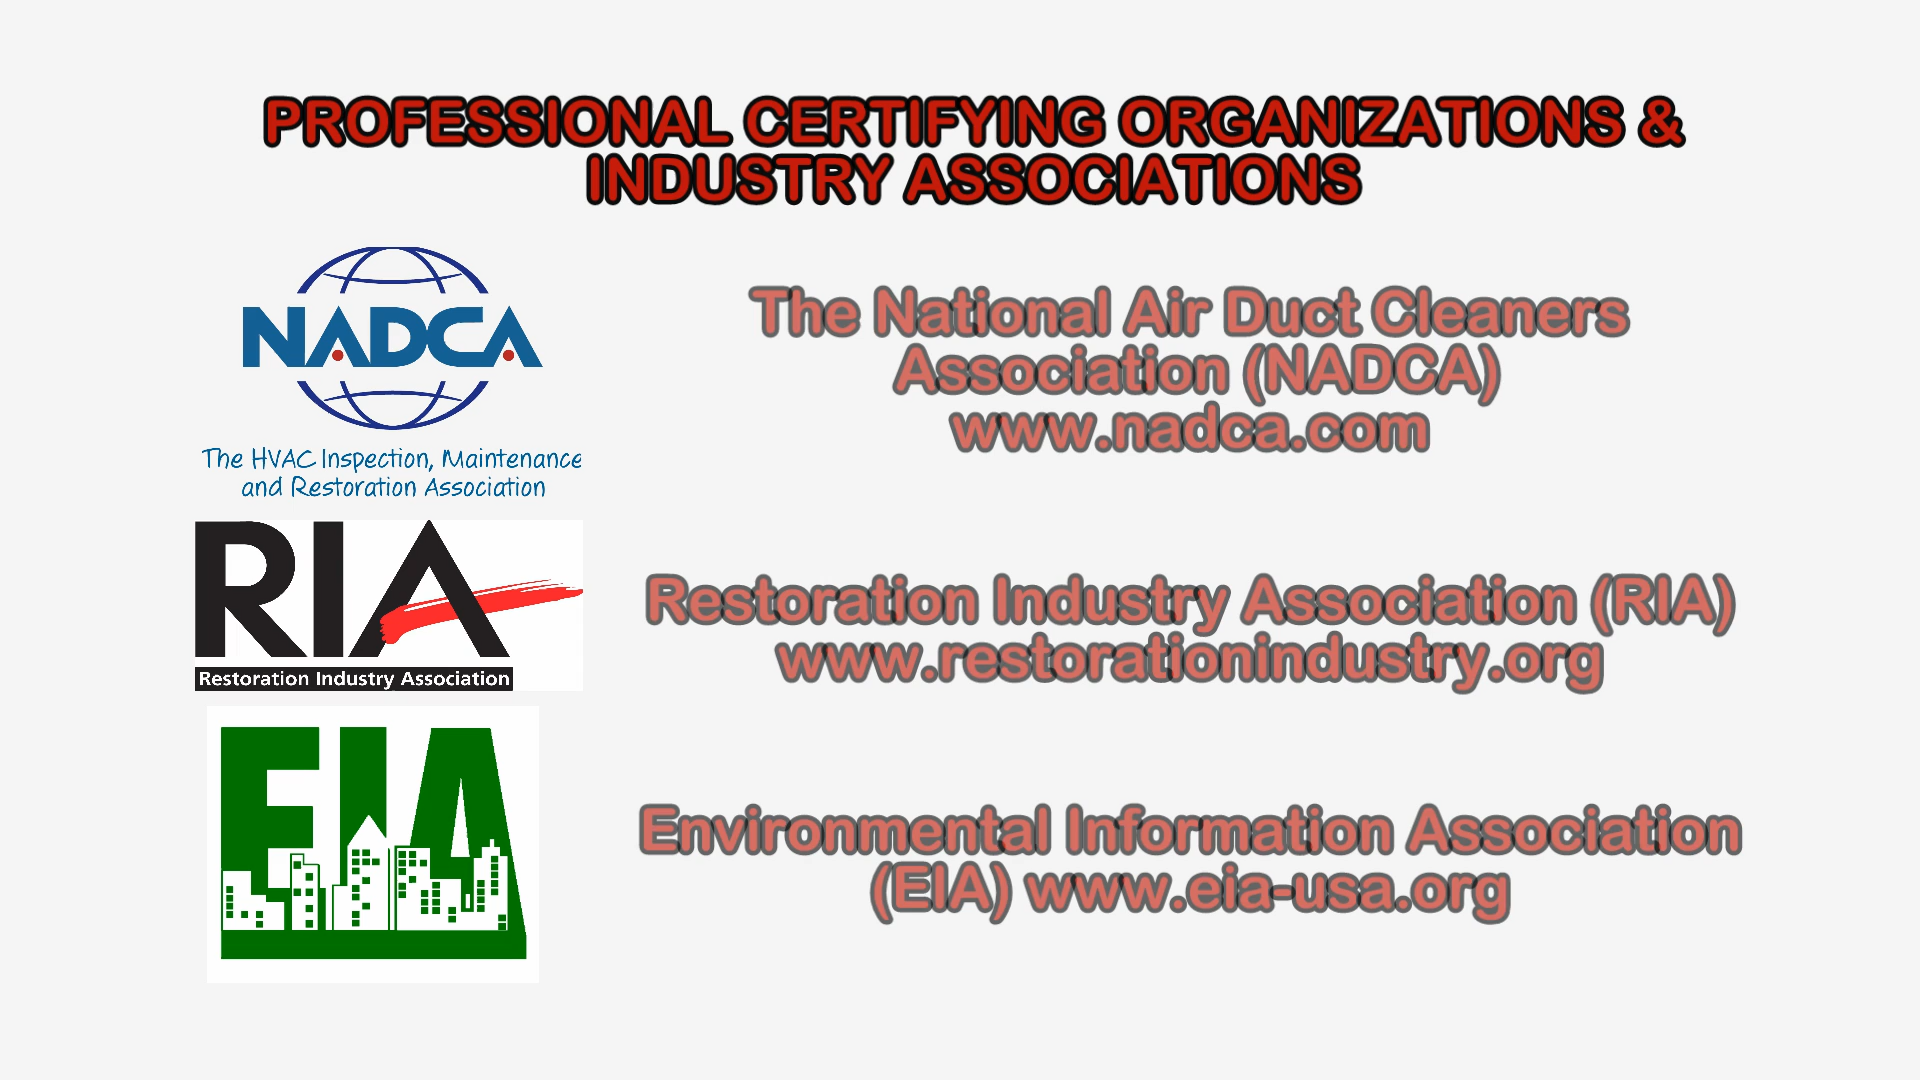 PROFESSIONAL CERTIFYING ORGANIZATIONS &
INDUSTRY ASSOCIATIONS
NADCA
The HVAC Inspection, Maintenance
and Restoration Association
The National Air Duct Cleaners
Association (NADCA)
www.nadca.com
RIA
Restoration Industry Association
Restoration Industry Association (RIA)
www.restorationindustry.org
EIA
Environmental Information Association
(EIA) www.eia-usa.org